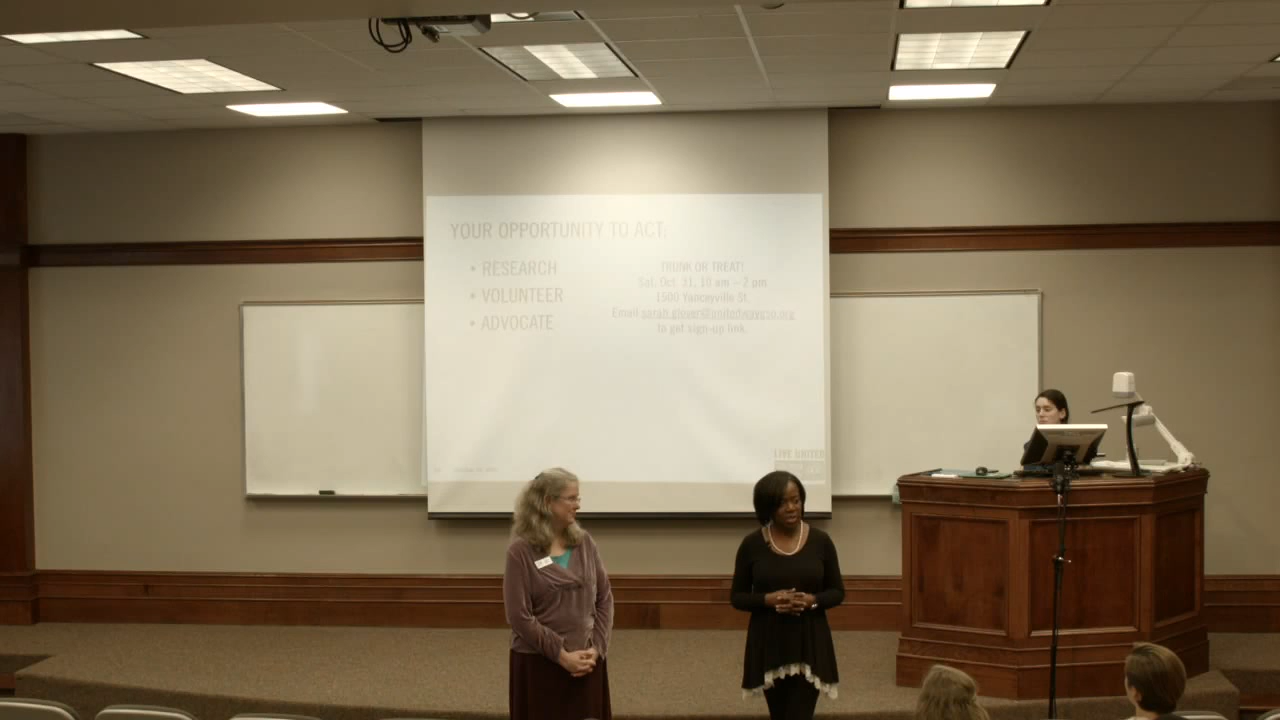 YOUR OPPORTUNITY TO ACT:
• RESEARCH
• VOLUNTEER
• ADVOCATE
TRUNK OR TREAT!
Sat, Oct. 31, 10 am – 2 pm
1500 Yanceyville St.
Email sarah.glover@unitedwaygso.org
to get sign-up link.
LIVE UNITED